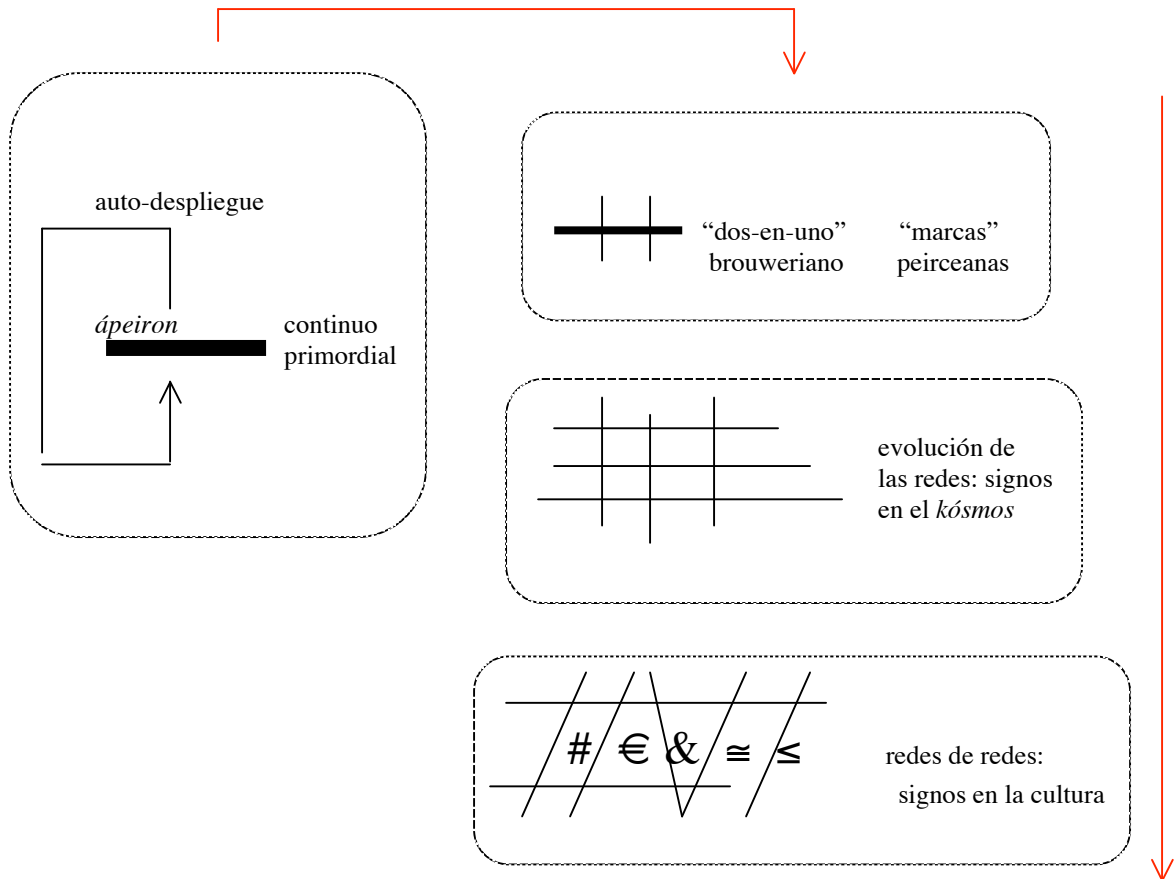 auto-despliegue
ápeiron
continuo
primordial
“dos-en-uno” “marcas”
brouweriano peirceanas
evolución de
las redes: signos
en el kósmos
# € & ≅ ≤
redes de redes:
signos en la cultura